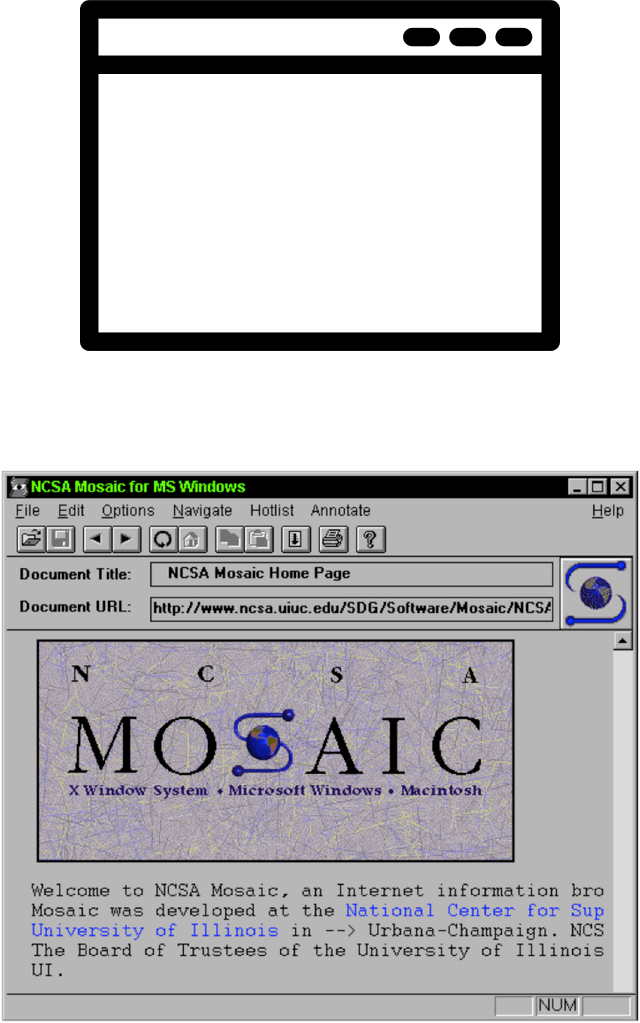 NCSA Mosaic for MS Windows
File Edit Options Navigate Hotlist Annotate Help
?
Document Title: NCSA Mosaic Home Page
Document URL: http://www.ncsa.uiuc.edu/SDG/Software/Mosaic/NCSA
N C S A
MOSAIC
X Window System • Microsoft Windows • Macintosh
Welcome to NCSA Mosaic, an Internet information bro
Mosaic was developed at the National Center for Sup
University of Illinois in --> Urbana-Champaign. NCS
The Board of Trustees of the University of Illinois
UI.
NUM